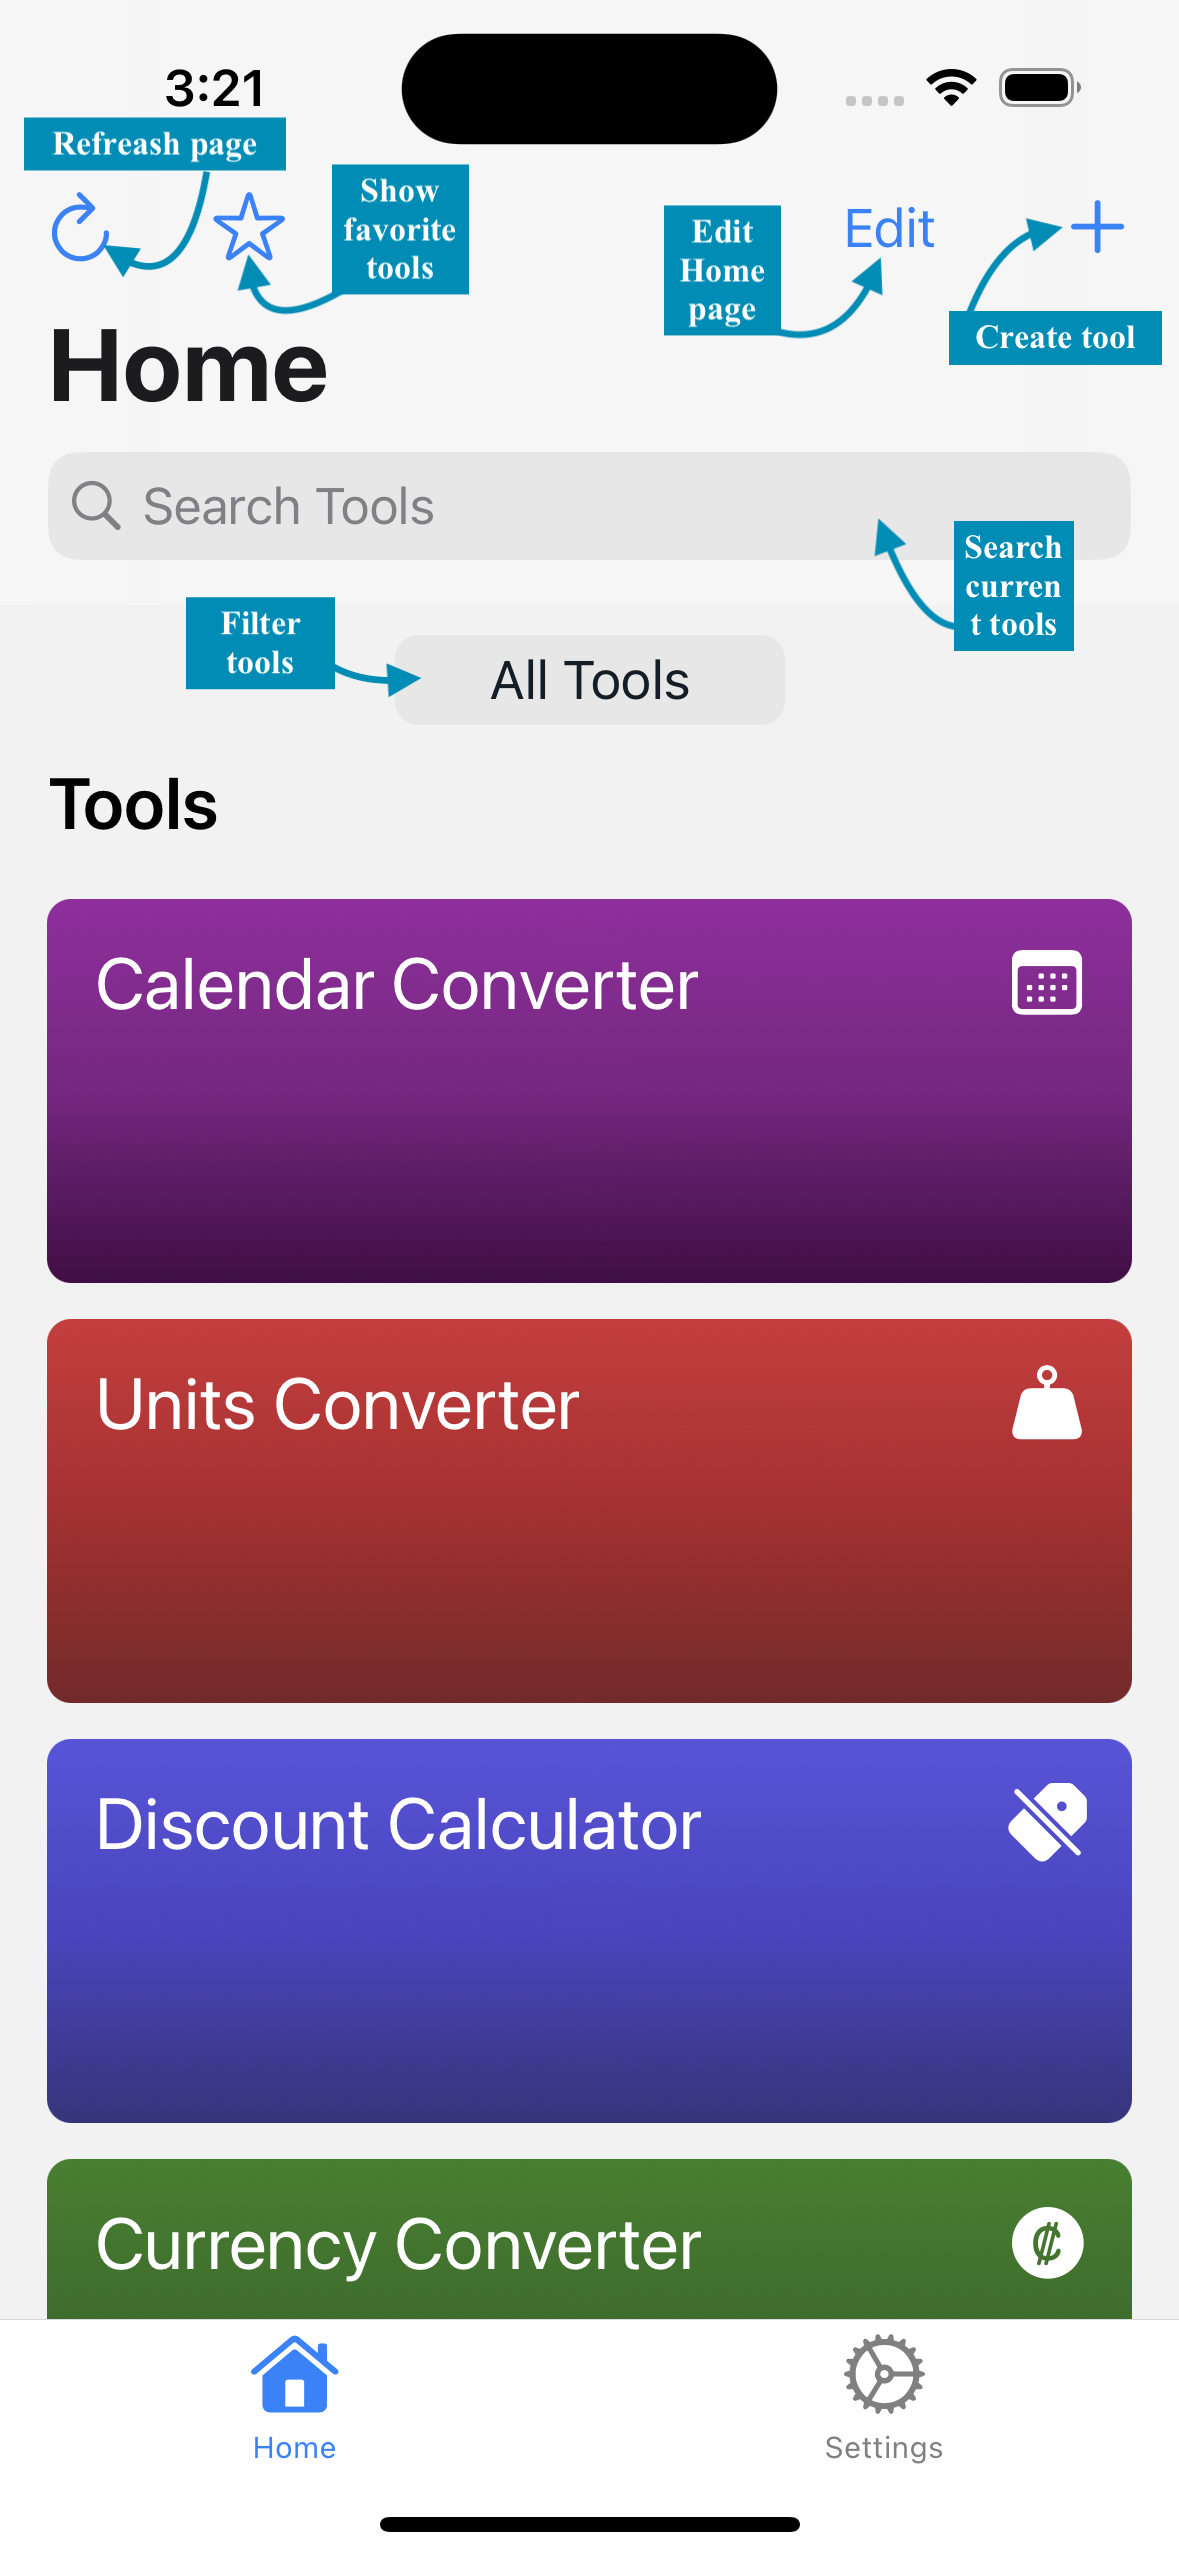 3:21
Refreash page
Show
favorite
tools
Edit
Home
page
Edit
Create tool
Home
Search Tools
Search
curren
t tools
Filter
tools
All Tools
Tools
Calendar Converter
Units Converter
Discount Calculator
Currency Converter
Home
Settings